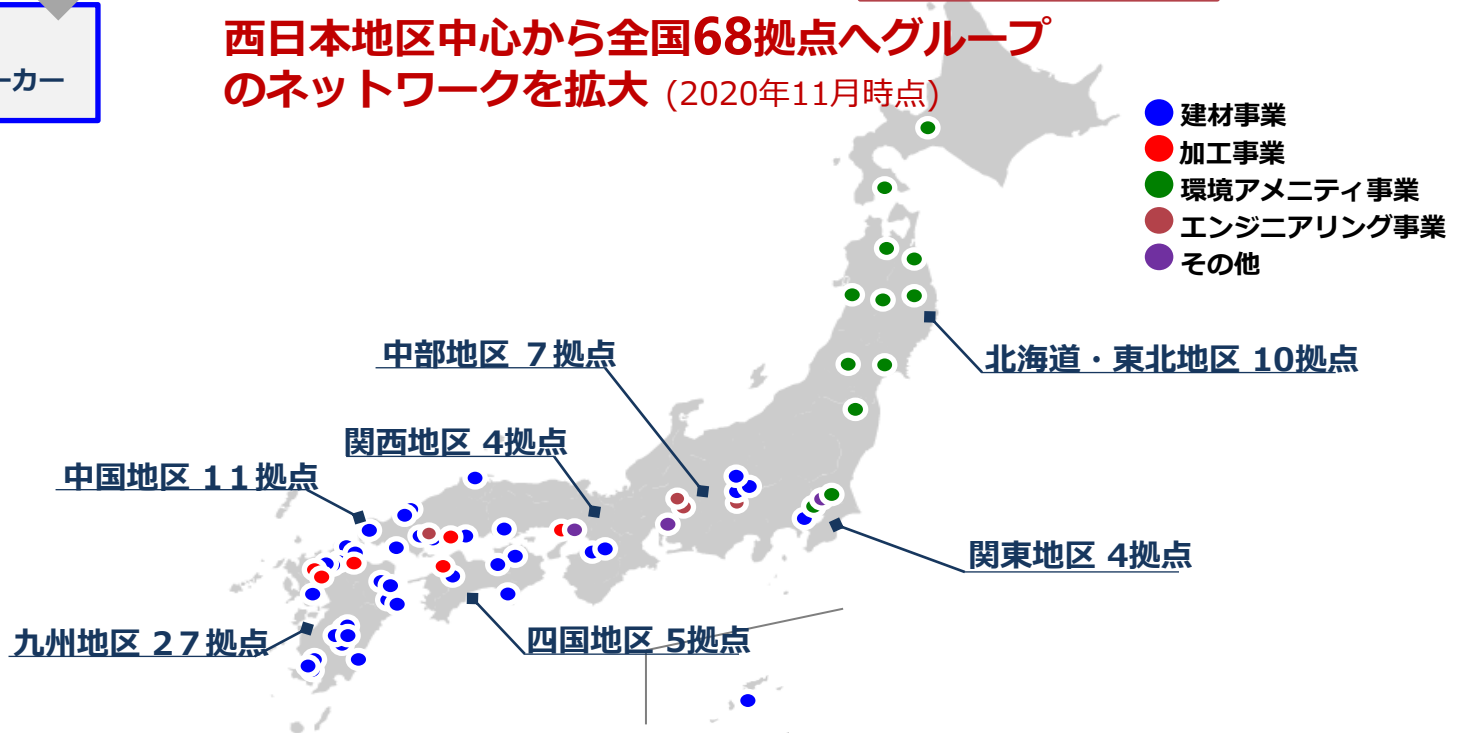 西日本地区中心から全国68拠点へグループ
のネットワークを拡大 (2020年11月時点)
ーカー
建材事業
加工事業
環境アメニティ事業
エンジニアリング事業
その他
中部地区 ７拠点
北海道・東北地区 10拠点
関西地区 4拠点
中国地区 １１拠点
関東地区 4拠点
九州地区 ２７拠点
四国地区 5拠点